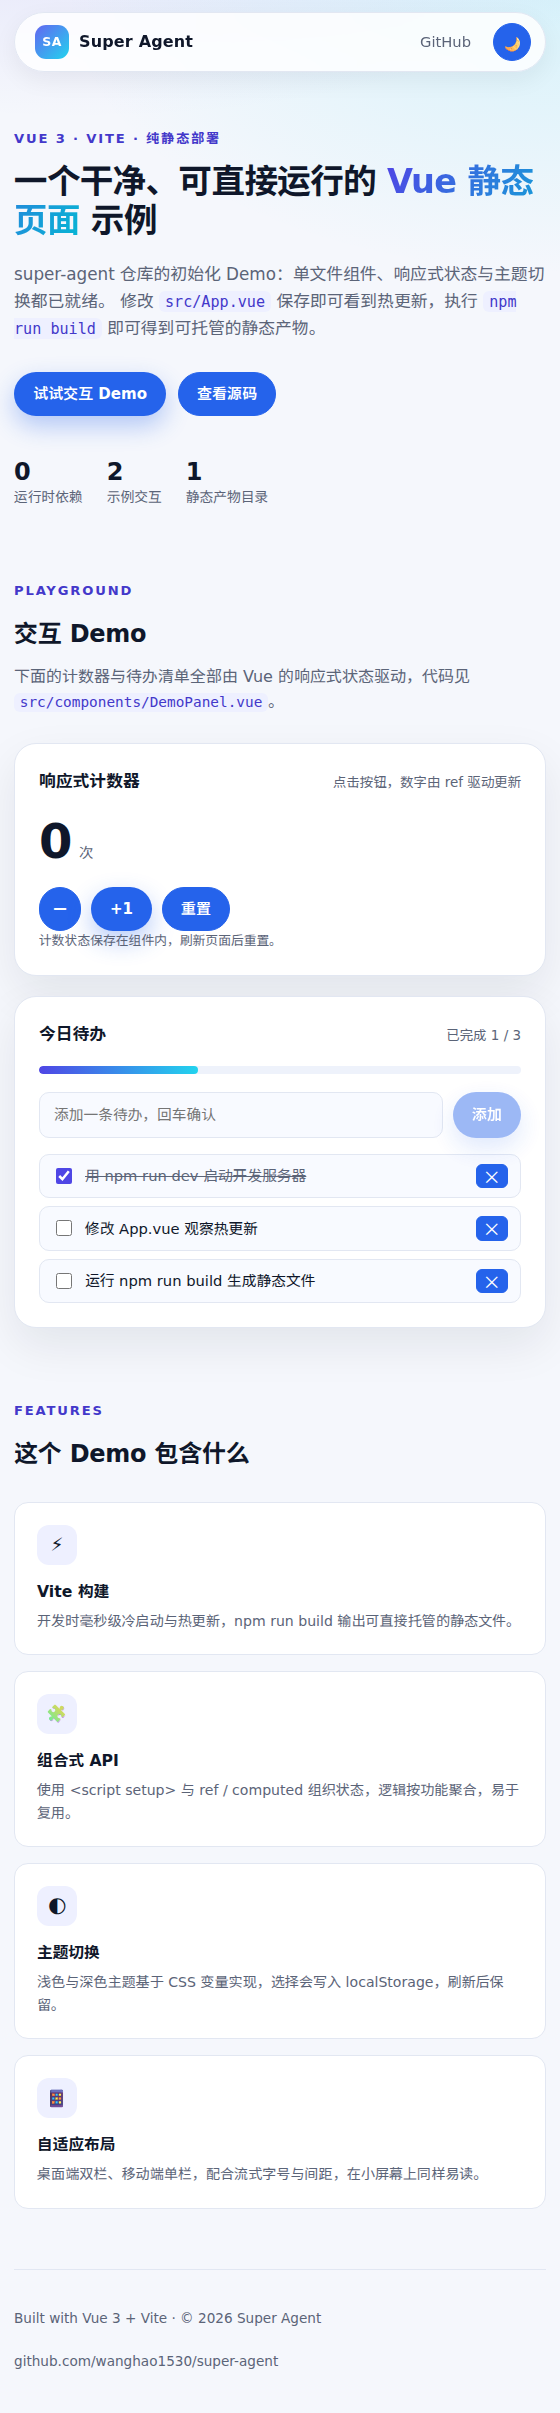 SA Super Agent GitHub
VUE 3 · VITE · 纯静态部署
一个干净、可直接运行的 Vue 静态
页面 示例
super-agent 仓库的初始化 Demo：单文件组件、响应式状态与主题切
换都已就绪。 修改 src/App.vue 保存即可看到热更新，执行 npm
run build 即可得到可托管的静态产物。
试试交互 Demo 查看源码
0 2 1
运行时依赖 示例交互 静态产物目录
PLAYGROUND
交互 Demo
下面的计数器与待办清单全部由 Vue 的响应式状态驱动，代码见
src/components/DemoPanel.vue 。
响应式计数器 点击按钮，数字由 ref 驱动更新
0 次
− +1 重置
计数状态保存在组件内，刷新页面后重置。
今日待办 已完成 1 / 3
添加一条待办，回车确认 添加
用 npm run dev 启动开发服务器
修改 App.vue 观察热更新
运行 npm run build 生成静态文件
FEATURES
这个 Demo 包含什么
Vite 构建
开发时毫秒级冷启动与热更新，npm run build 输出可直接托管的静态文件。
组合式 API
使用 <script setup> 与 ref / computed 组织状态，逻辑按功能聚合，易于
复用。
主题切换
浅色与深色主题基于 CSS 变量实现，选择会写入 localStorage，刷新后保
留。
自适应布局
桌面端双栏、移动端单栏，配合流式字号与间距，在小屏幕上同样易读。
Built with Vue 3 + Vite · © 2026 Super Agent
github.com/wanghao1530/super-agent